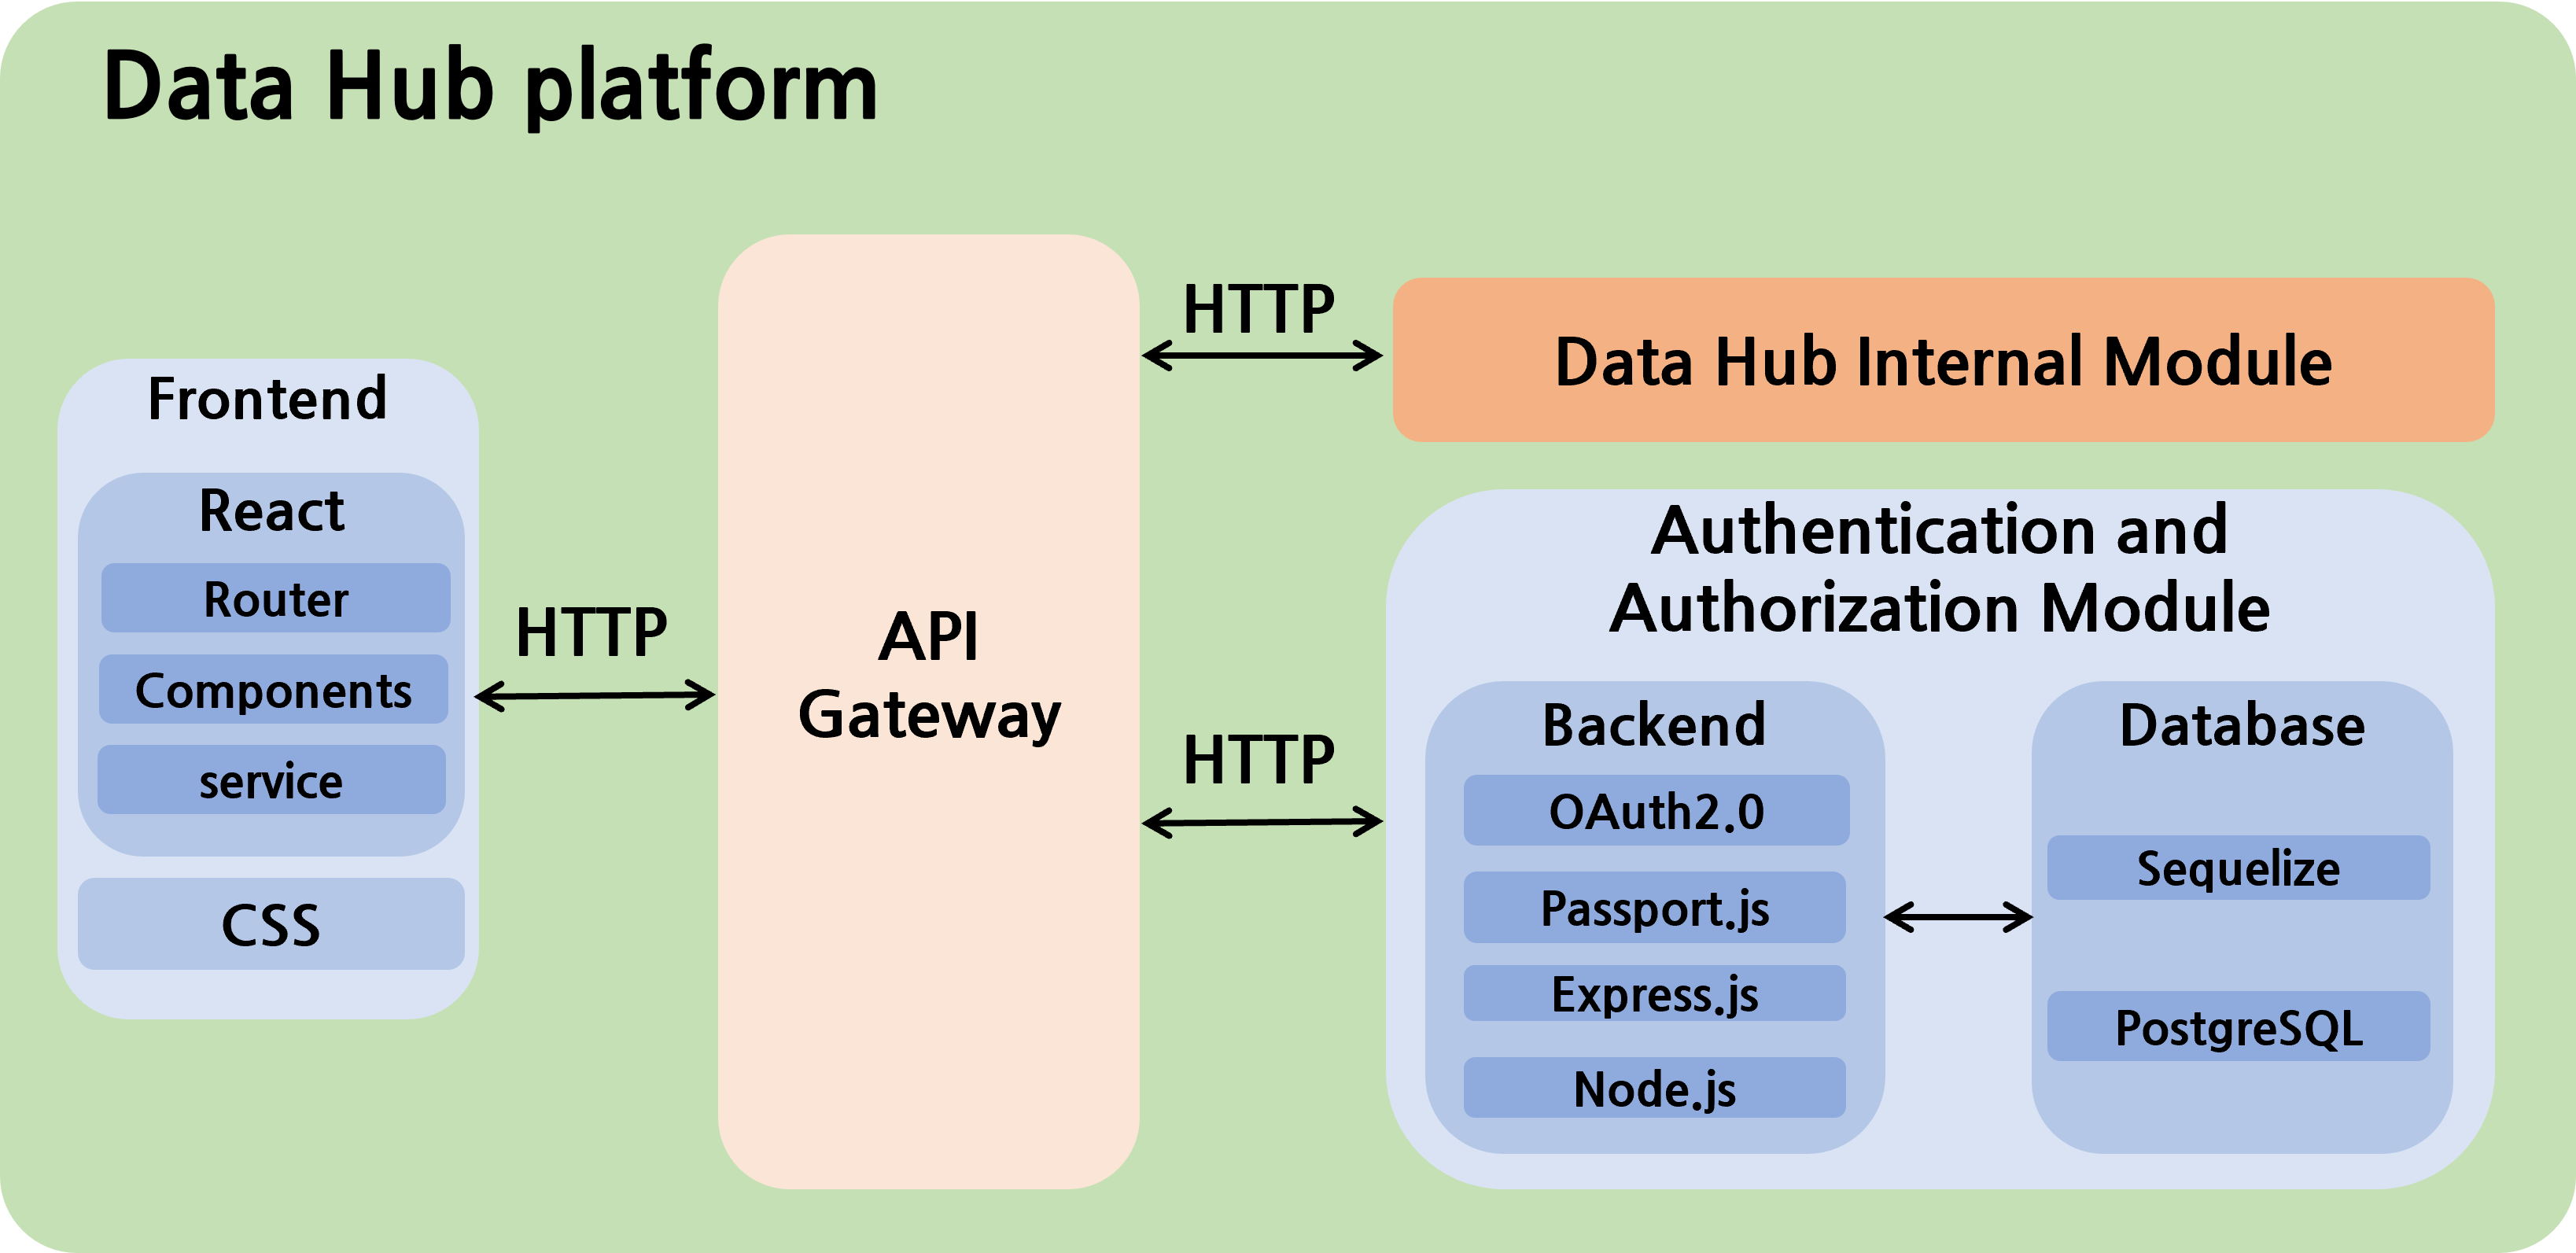 Data Hub platform
Frontend
React
Router
Components
service
CSS
HTTP
API
Gateway
HTTP
Data Hub Internal Module
HTTP
Authentication and
Authorization Module
Backend
OAuth2.0
Passport.js
Express.js
Node.js
Database
Sequelize
PostgreSQL